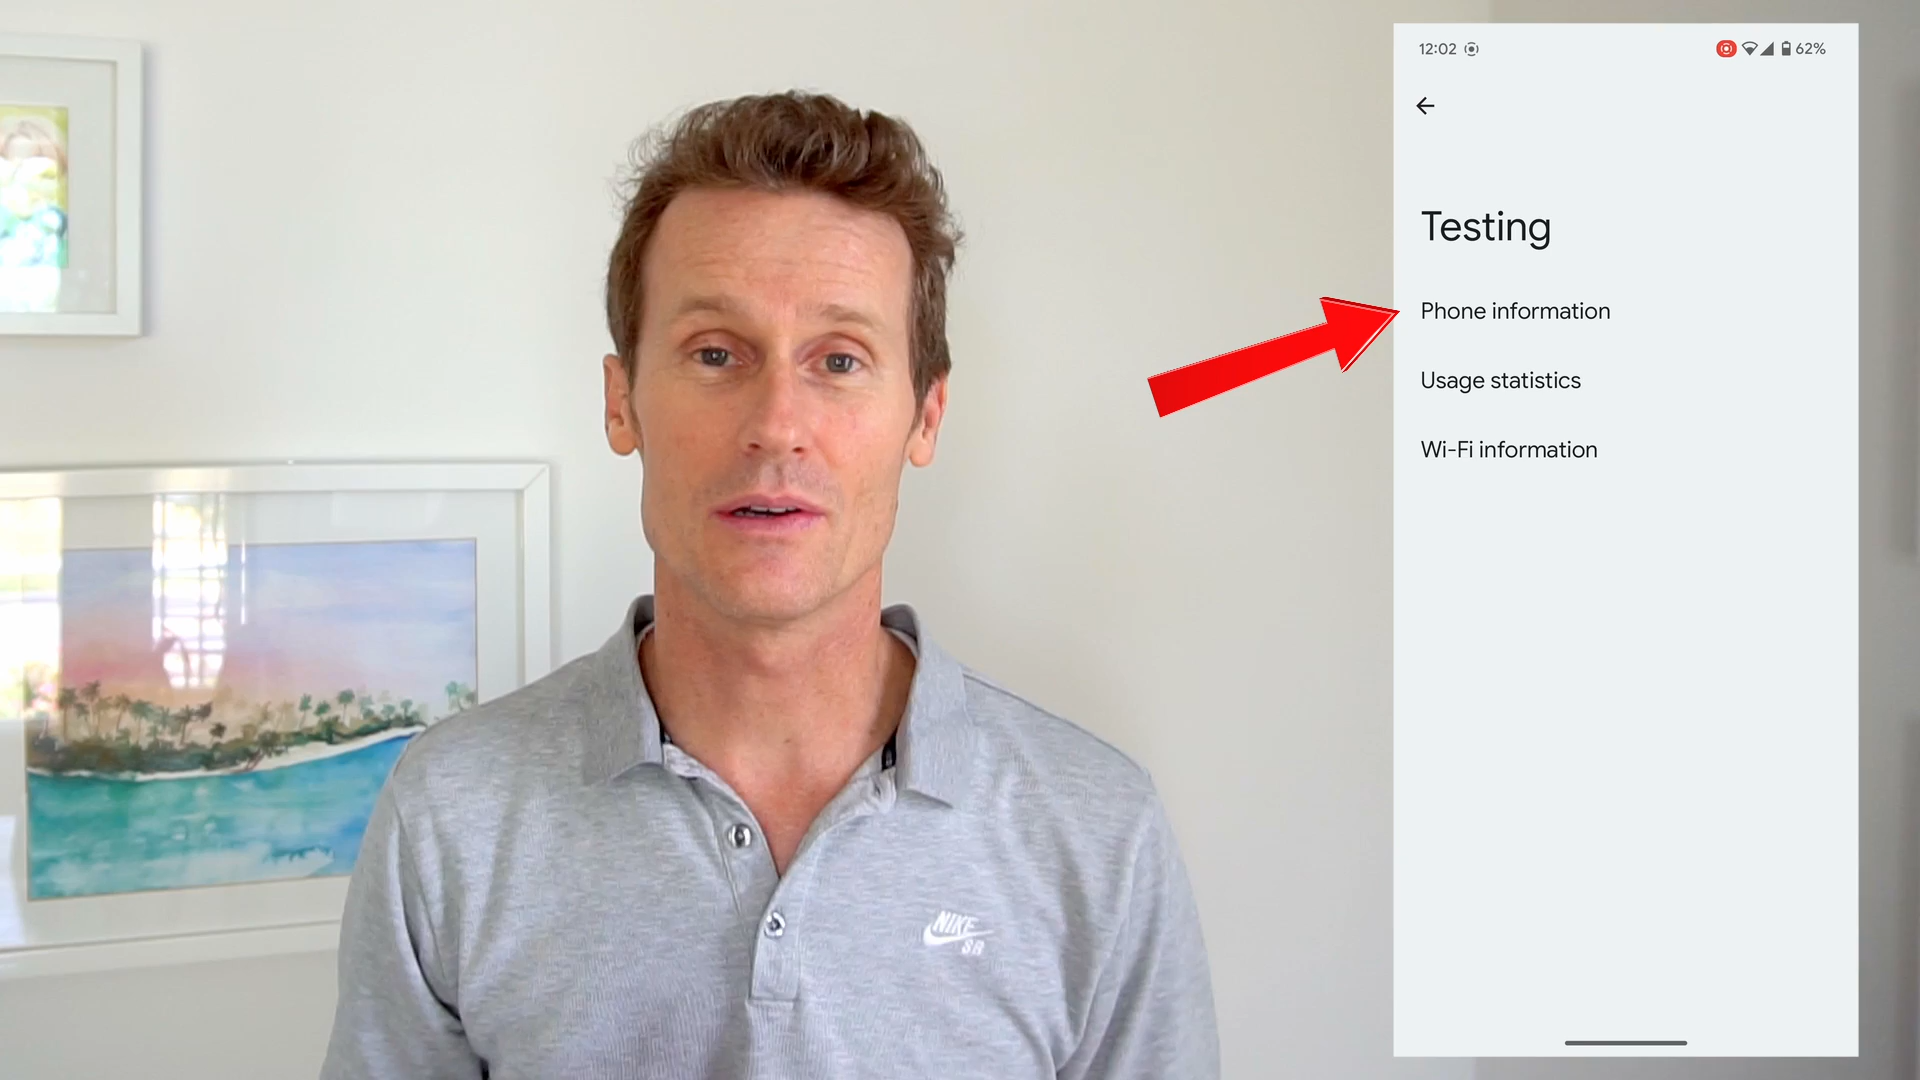 12:02
62%
Testing
Phone information
Usage statistics
Wi-Fi information
NIKE
SB